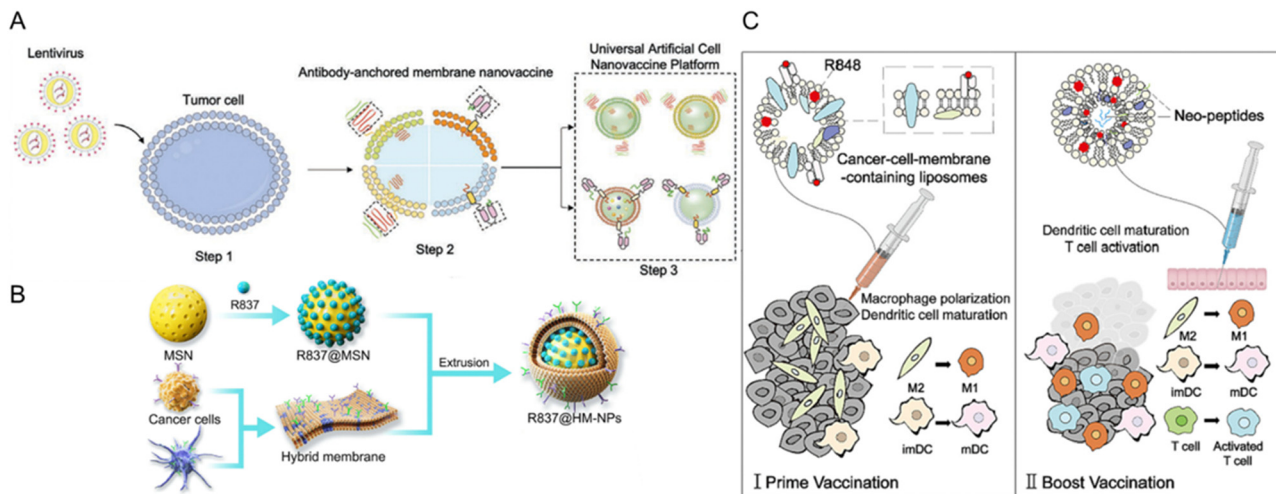 A
Lentivirus
Tumor cell
Step 1
Antibody-anchored membrane nanovaccine
Step 2
Universal Artificial Cell
Nanovaccine Platform
Step 3
B
MSN
R837
R837@MSN
Cancer cells
Hybrid membrane
Extrusion
R837@HM-NPs
C
R848
Cancer-cell-membrane
-containing liposomes
Macrophage polarization
Dendritic cell maturation
M2
M1
imDC
mDC
I Prime Vaccination
Neo-peptides
Dendritic cell maturation
T cell activation
M2
M1
imDC
mDC
T cell
Activated
T cell
II Boost Vaccination